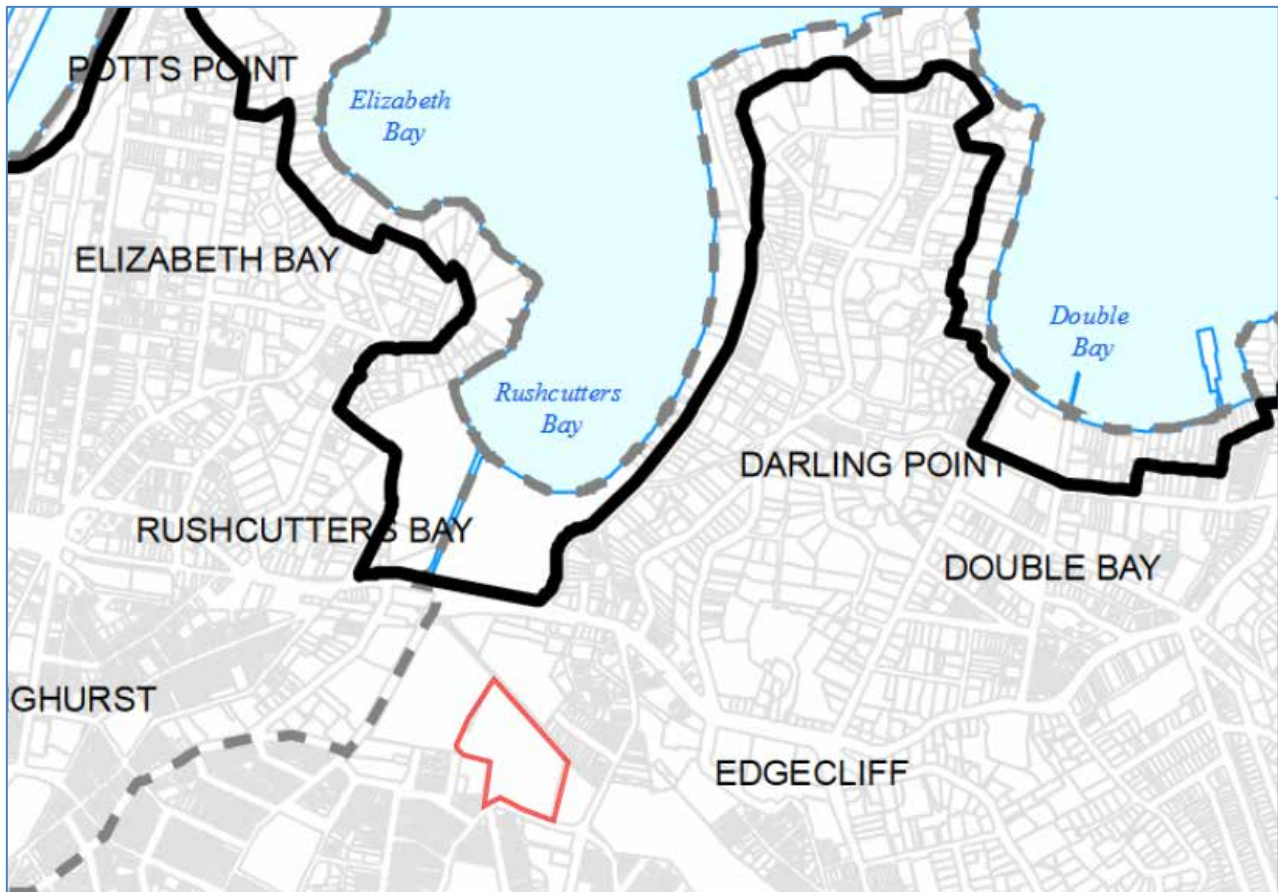 POTTS POINT
Elizabeth
Bay
ELIZABETH BAY
Double
Bay
Rushcutters
Bay
DARLING POINT
RUSHCUTTERS BAY
DOUBLE BAY
GHURST
EDGECLIFF